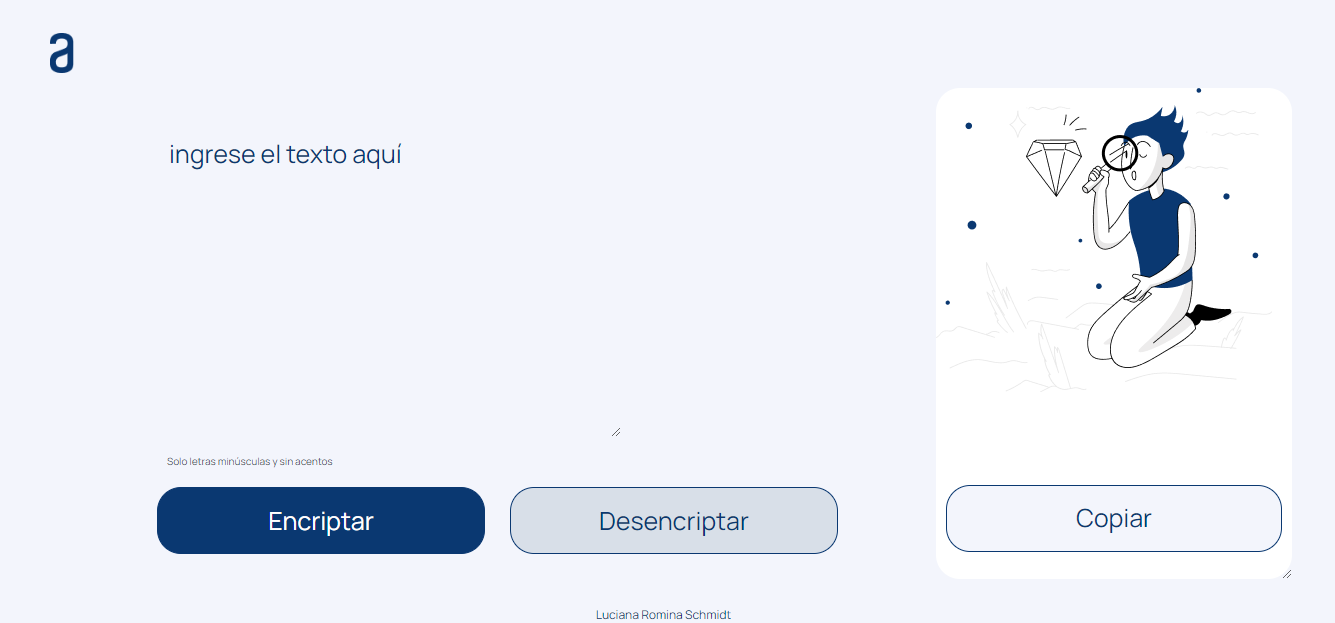 a
ingrese el texto aquí
Solo letras minúsculas y sin acentos
Encriptar
Desencriptar
Copiar
Luciana Romina Schmidt